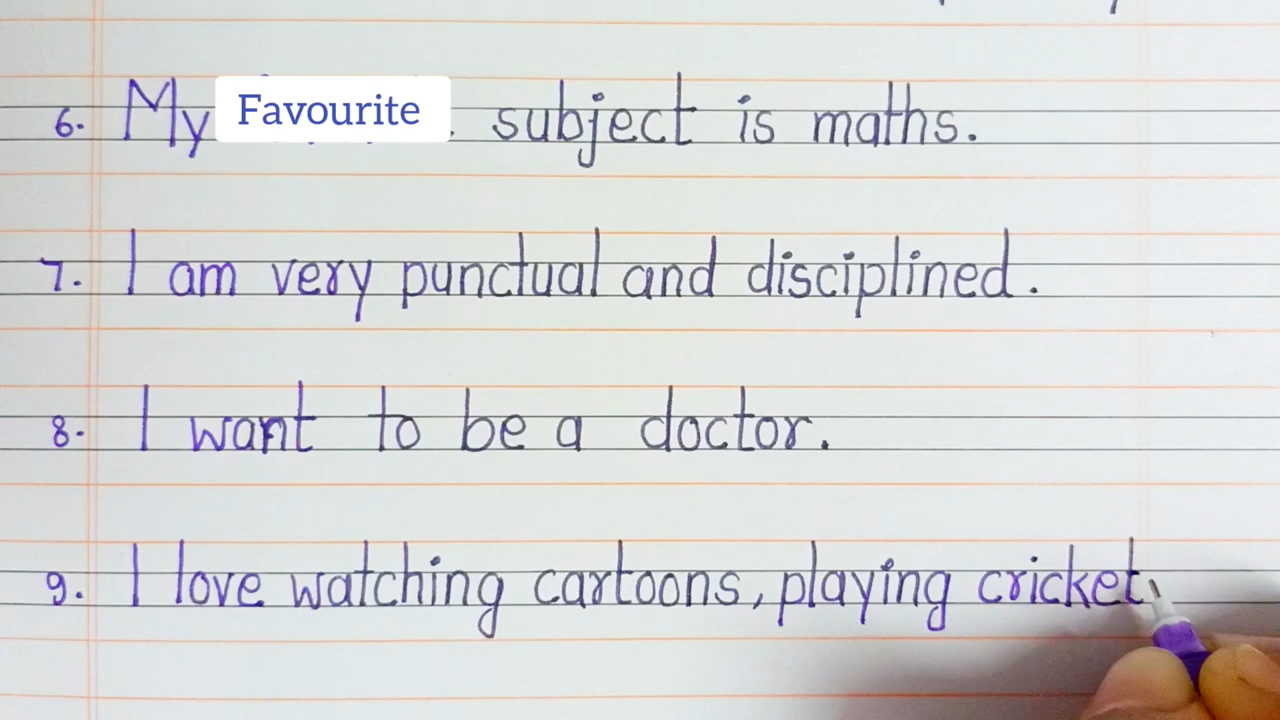 6. My Favourite subject is maths.
7. I am very punctual and disciplined.
8. I want to be a doctor.
9. I love watching cartoons, playing cricket